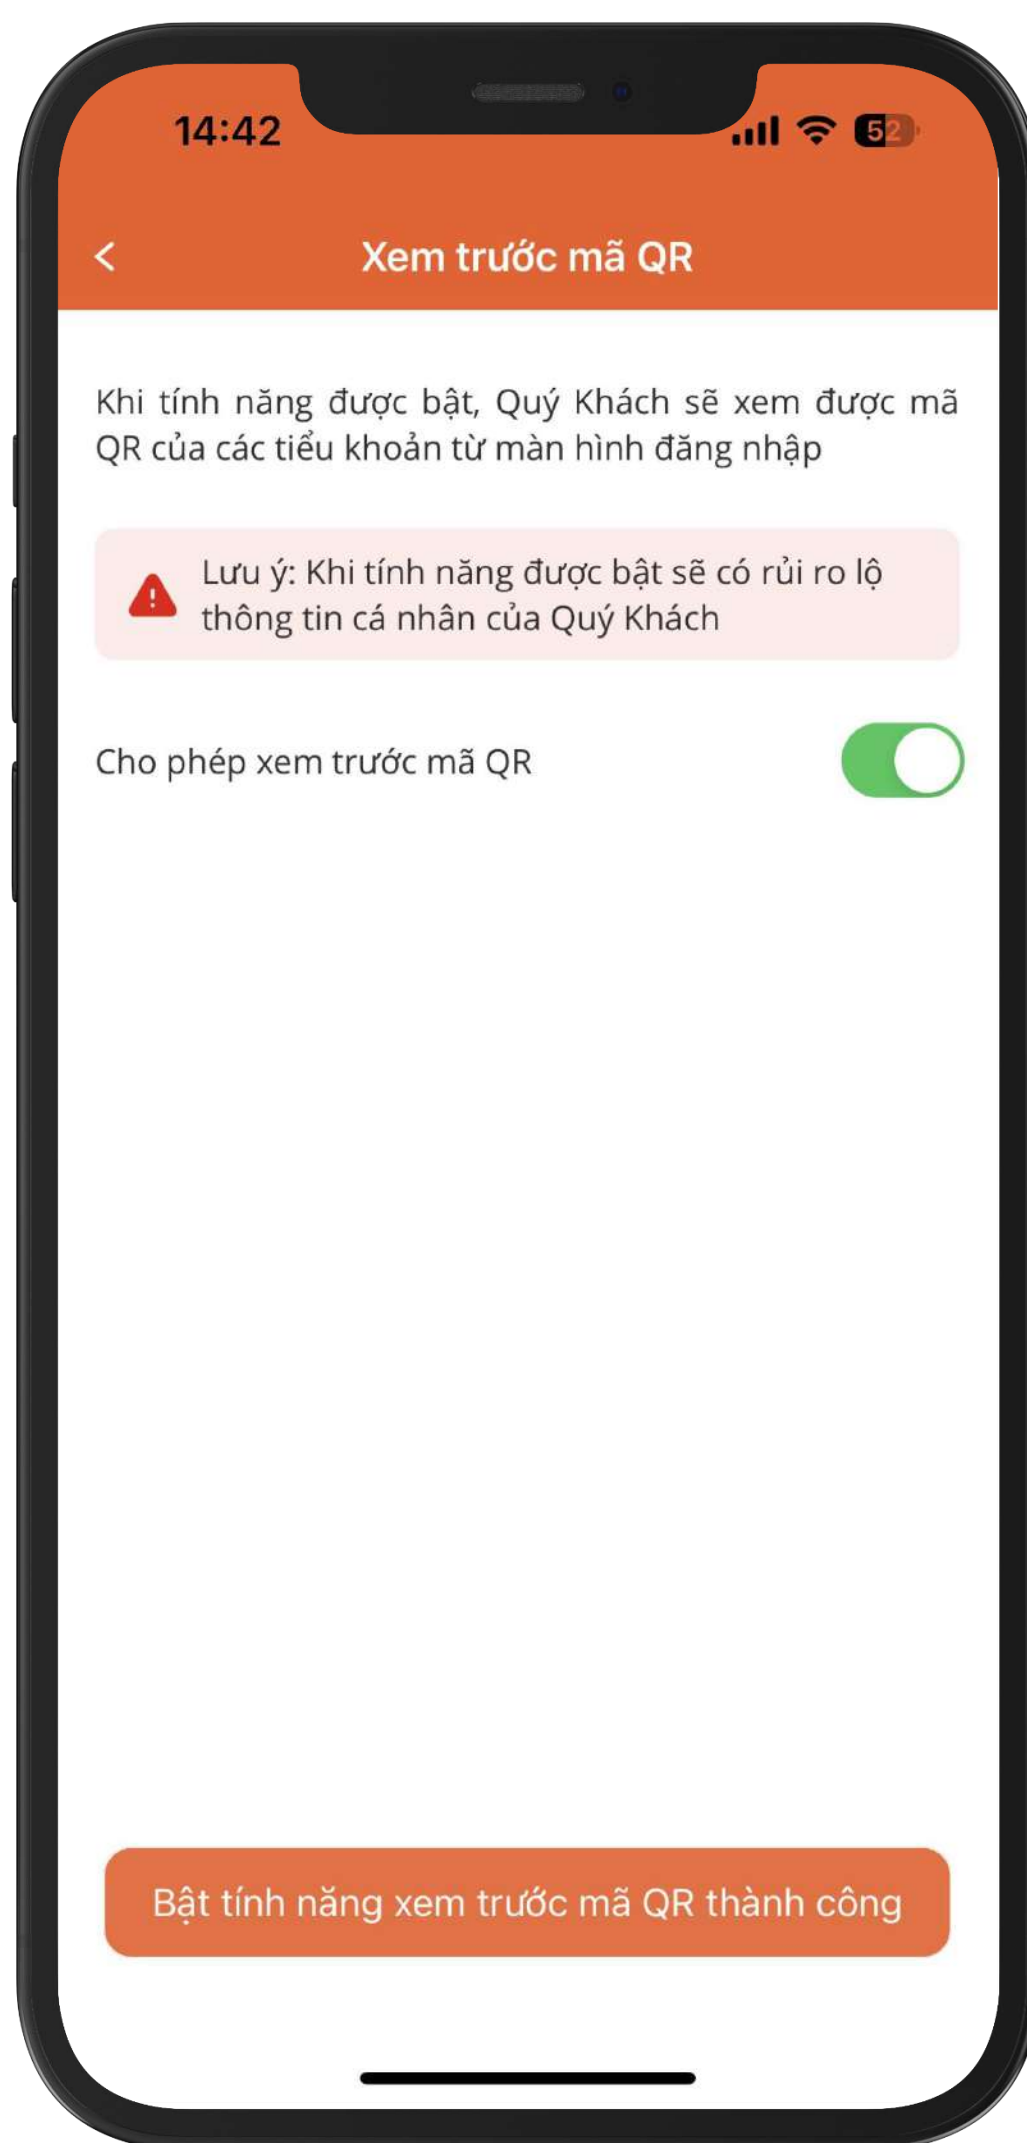 14:42
52
Xem trước mã QR
Khi tính năng được bật, Quý Khách sẽ xem được mã
QR của các tiểu khoản từ màn hình đăng nhập
Lưu ý: Khi tính năng được bật sẽ có rủi ro lộ
thông tin cá nhân của Quý Khách
Cho phép xem trước mã QR
Bật tính năng xem trước mã QR thành công